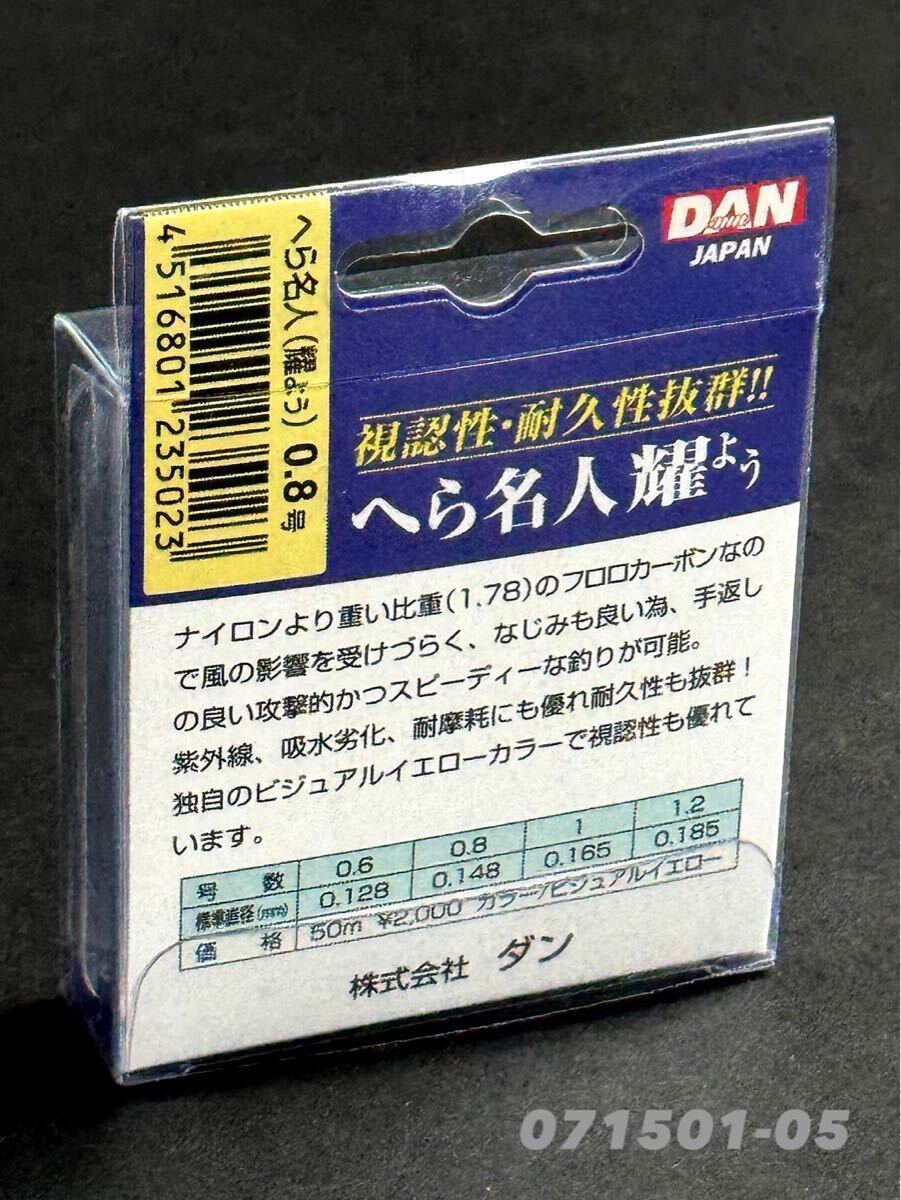 DAN
JAPAN
へら名人(耀よう) 0.8号
4 516801 235023
視認性・耐久性抜群!!
へら名人 耀よう
ナイロンより重い比重(1.78)のフロロカーボンなの
で風の影響を受けづらく、なじみも良い為、手返し
の良い攻撃的かつスピーディーな釣りが可能。
紫外線、吸水劣化、耐摩耗にも優れ耐久性も抜群!
独自のビジュアルイエローカラーで視認性も優れて
います。
号数 0.6 0.8 1 1.2
標準直径(mm) 0.128 0.148 0.165 0.185
価格 50m ¥2,000 カラー/ビジュアルイエロー
株式会社 ダン
071501-05